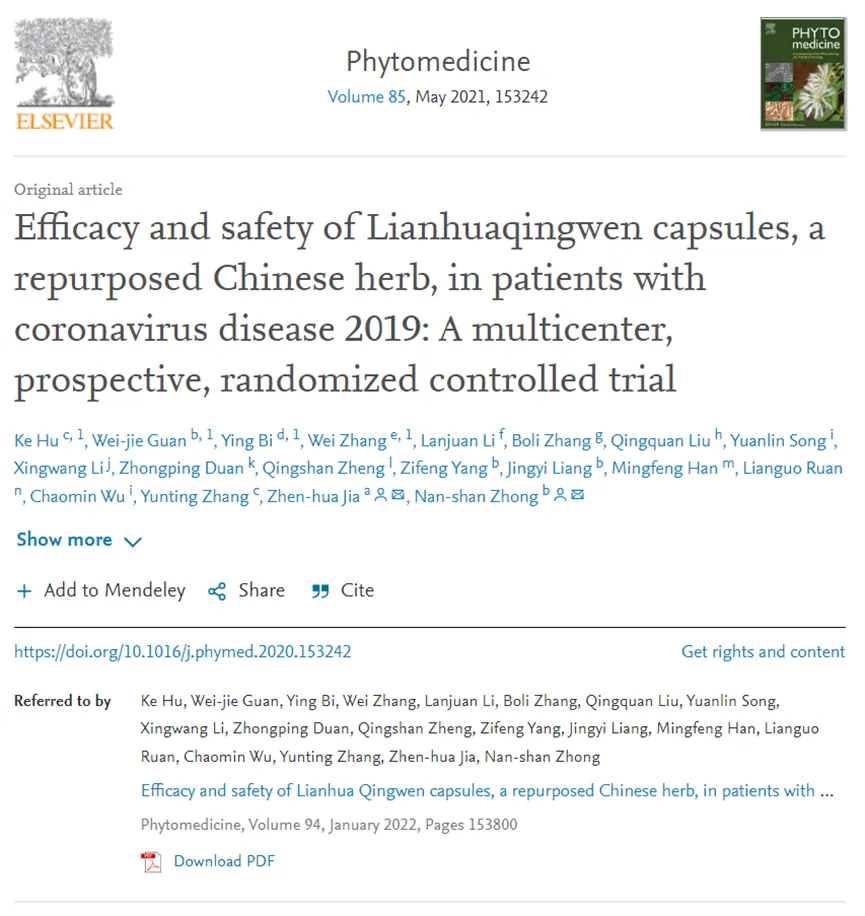 ELSEVIER
Phytomedicine
Volume 85, May 2021, 153242
PHYTO
medicine
Original article
Efficacy and safety of Lianhuaqingwen capsules, a
repurposed Chinese herb, in patients with
coronavirus disease 2019: A multicenter,
prospective, randomized controlled trial
Ke Hu c, 1, Wei-jie Guan b, 1, Ying Bi d, 1, Wei Zhang e, 1, Lanjuan Li f, Boli Zhang g, Qingquan Liu h, Yuanlin Song i,
Xingwang Li j, Zhongping Duan k, Qingshan Zheng l, Zifeng Yang b, Jingyi Liang b, Mingfeng Han m, Lianguo Ruan
n, Chaomin Wu i, Yunting Zhang c, Zhen-hua Jia a, Nan-shan Zhong b
Show more
+ Add to Mendeley Share Cite
https://doi.org/10.1016/j.phymed.2020.153242 Get rights and content
Referred to by Ke Hu, Wei-jie Guan, Ying Bi, Wei Zhang, Lanjuan Li, Boli Zhang, Qingquan Liu, Yuanlin Song,
Xingwang Li, Zhongping Duan, Qingshan Zheng, Zifeng Yang, Jingyi Liang, Mingfeng Han, Lianguo
Ruan, Chaomin Wu, Yunting Zhang, Zhen-hua Jia, Nan-shan Zhong
Efficacy and safety of Lianhua Qingwen capsules, a repurposed Chinese herb, in patients with ...
Phytomedicine, Volume 94, January 2022, Pages 153800
Download PDF